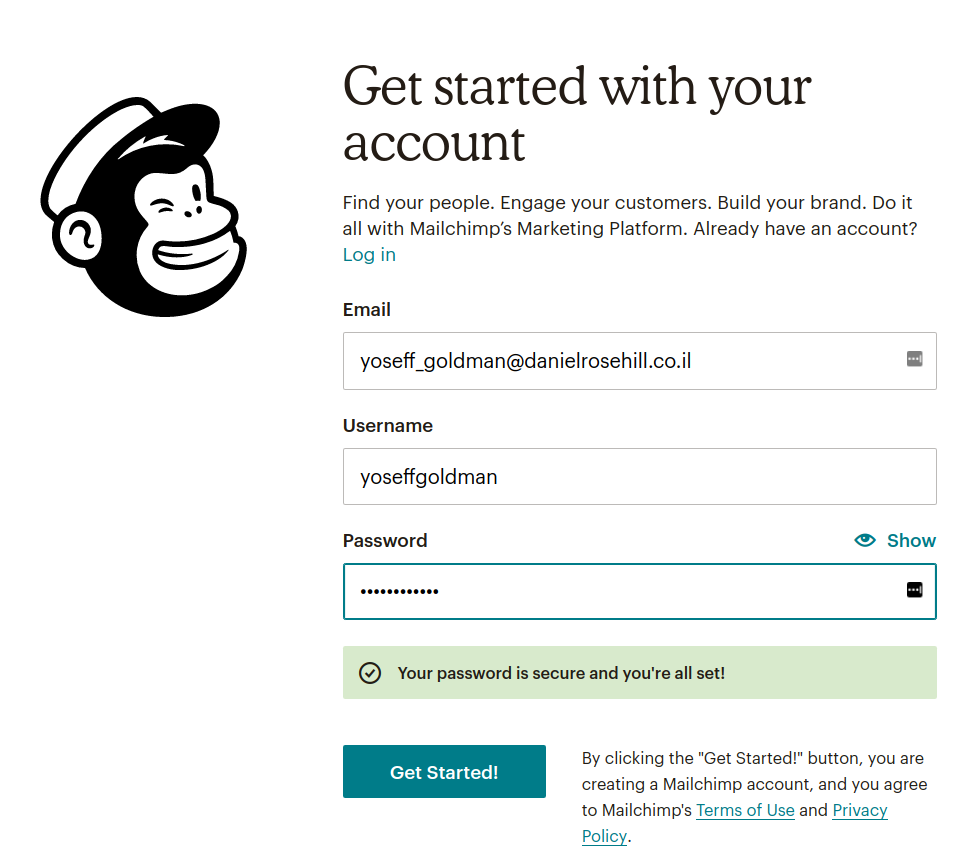 Get started with your
account
Find your people. Engage your customers. Build your brand. Do it
all with Mailchimp’s Marketing Platform. Already have an account?
Log in
Email
yoseff_goldman@danielrosehill.co.il
Username
yoseffgoldman
Password
Show
••••••••••••
Your password is secure and you're all set!
Get Started!
By clicking the "Get Started!" button, you are
creating a Mailchimp account, and you agree
to Mailchimp's Terms of Use and Privacy
Policy.